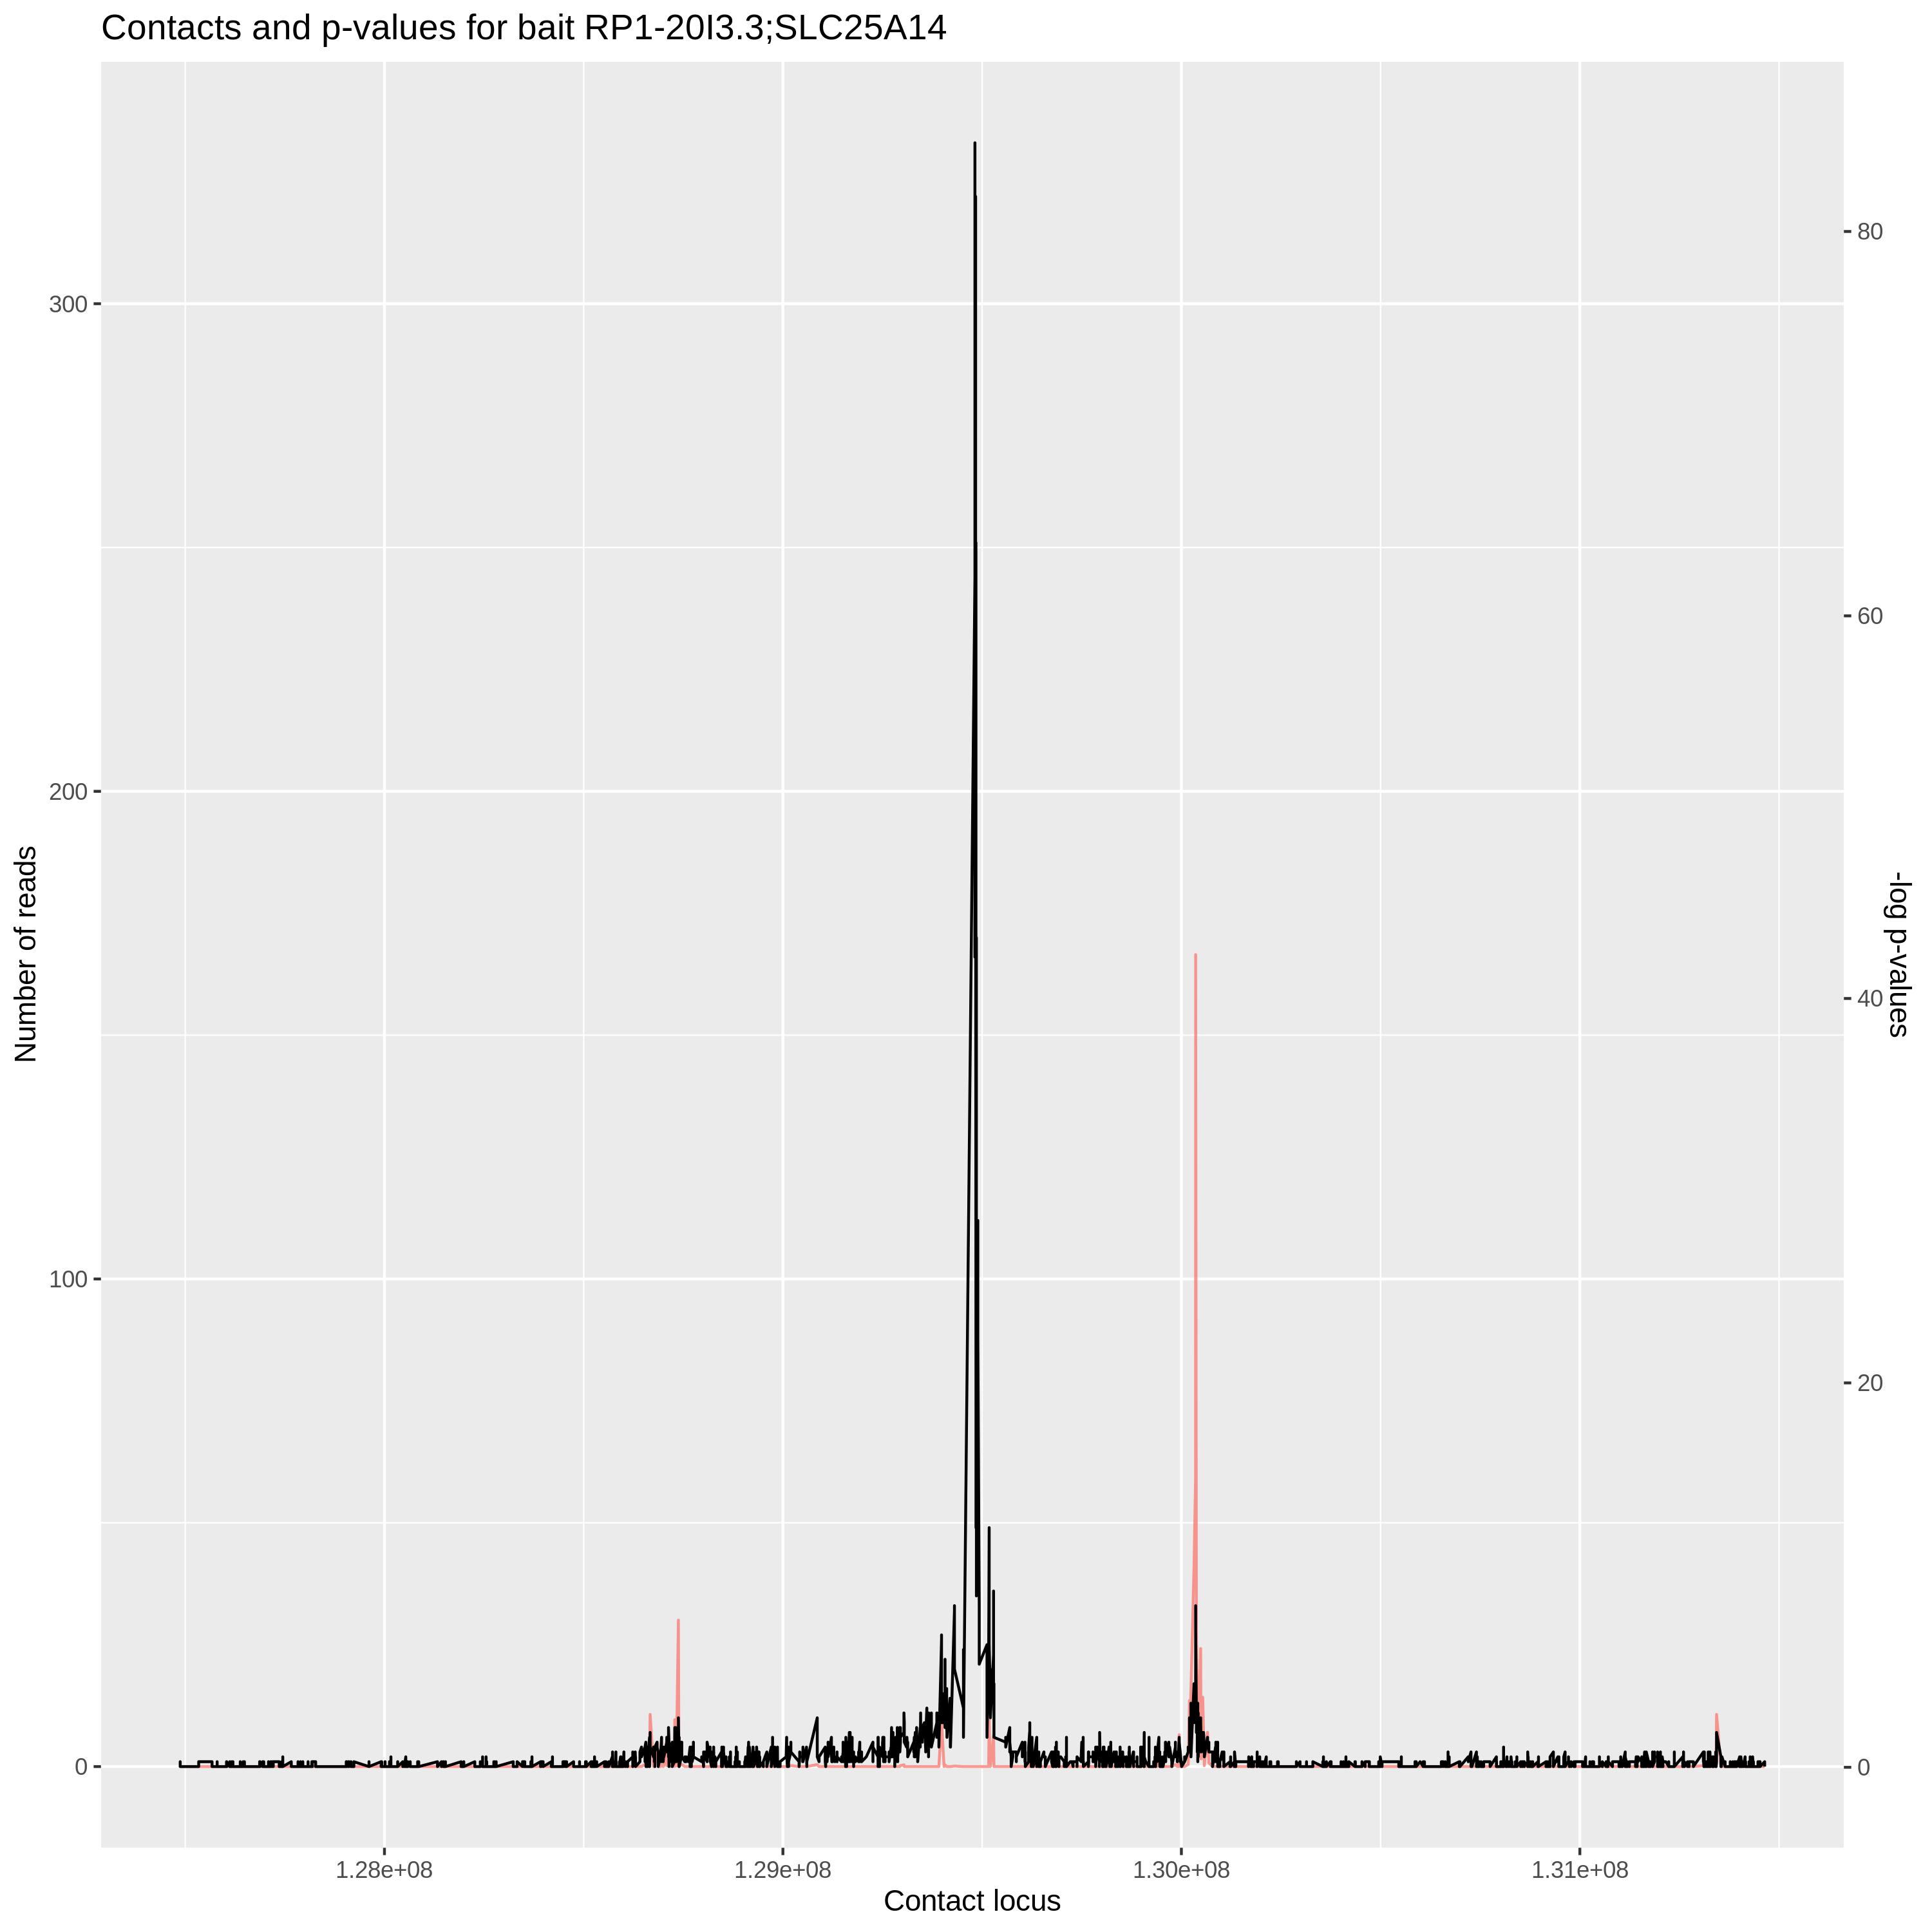 Contacts and p-values for bait RP1-20I3.3;SLC25A14
300
200
100
0
Number of reads
80
60
40
20
0
-log p-values
1.28e+08
1.29e+08
1.30e+08
1.31e+08
Contact locus